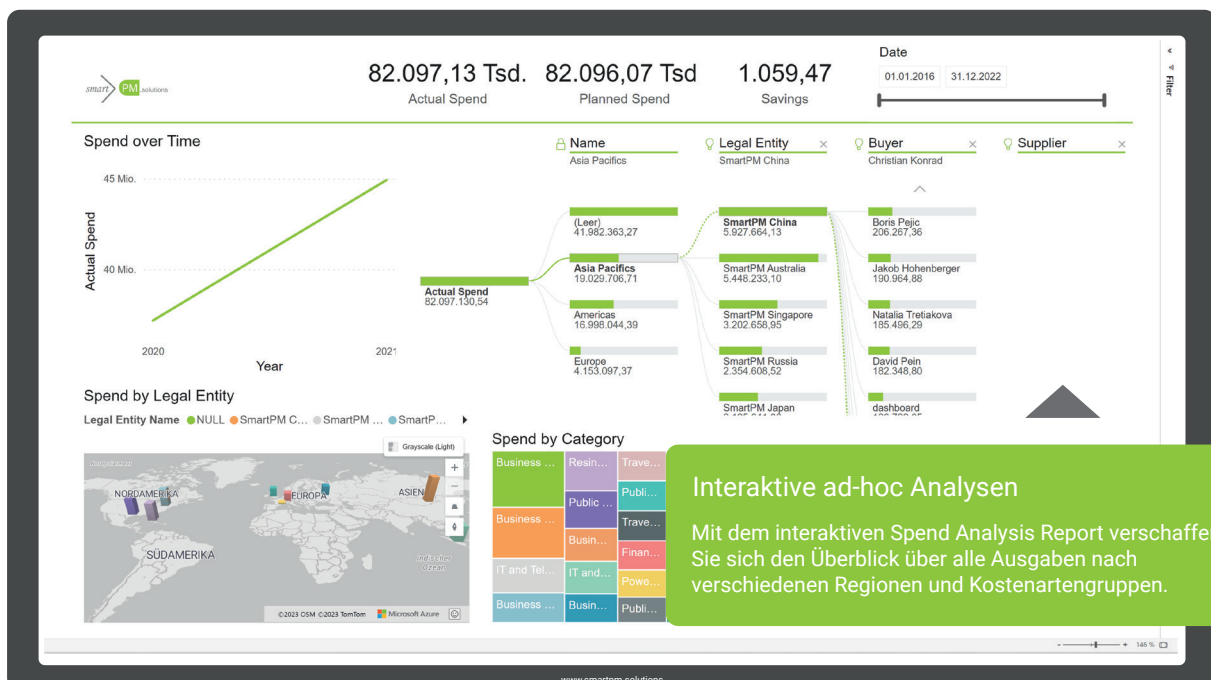 smart PM .solutions
82.097,13 Tsd.
Actual Spend
82.096,07 Tsd
Planned Spend
1.059,47
Savings
Date
01.01.2016 31.12.2022
Filter
Spend over Time
45 Mio.
40 Mio.
Actual Spend
2020 2021
Year
Name
Asia Pacifics
Legal Entity
SmartPM China
Buyer
Christian Konrad
Supplier
Actual Spend
82.097.130,54
(Leer)
41.982.363,27
Asia Pacifics
19.029.706,71
Americas
16.998.044,39
Europe
4.153.097,37
SmartPM China
5.927.664,13
SmartPM Australia
5.448.233,10
SmartPM Singapore
3.202.658,95
SmartPM Russia
2.354.608,52
SmartPM Japan
Boris Pejic
206.267,36
Jakob Hohenberger
190.964,88
Natalia Tretiakova
185.496,29
David Pein
182.348,80
dashboard
Spend by Legal Entity
Legal Entity Name NULL SmartPM C... SmartPM ... SmartP...
Grayscale (Light)
NORDAMERIKA
EUROPA
ASIEN
SÜDAMERIKA
Indischer
Ozean
©2023 OSM ©2023 TomTom Microsoft Azure
Spend by Category
Business ...
Business ...
IT and Tel...
Business ...
Resin...
Public ...
Busin...
IT and...
Busin...
Trave...
Publi...
Trave...
Finan...
Powe...
Publi...
Interaktive ad-hoc Analysen
Mit dem interaktiven Spend Analysis Report verschaffen
Sie sich den Überblick über alle Ausgaben nach
verschiedenen Regionen und Kostenartengruppen.
146 %
www.smartpm.solutions